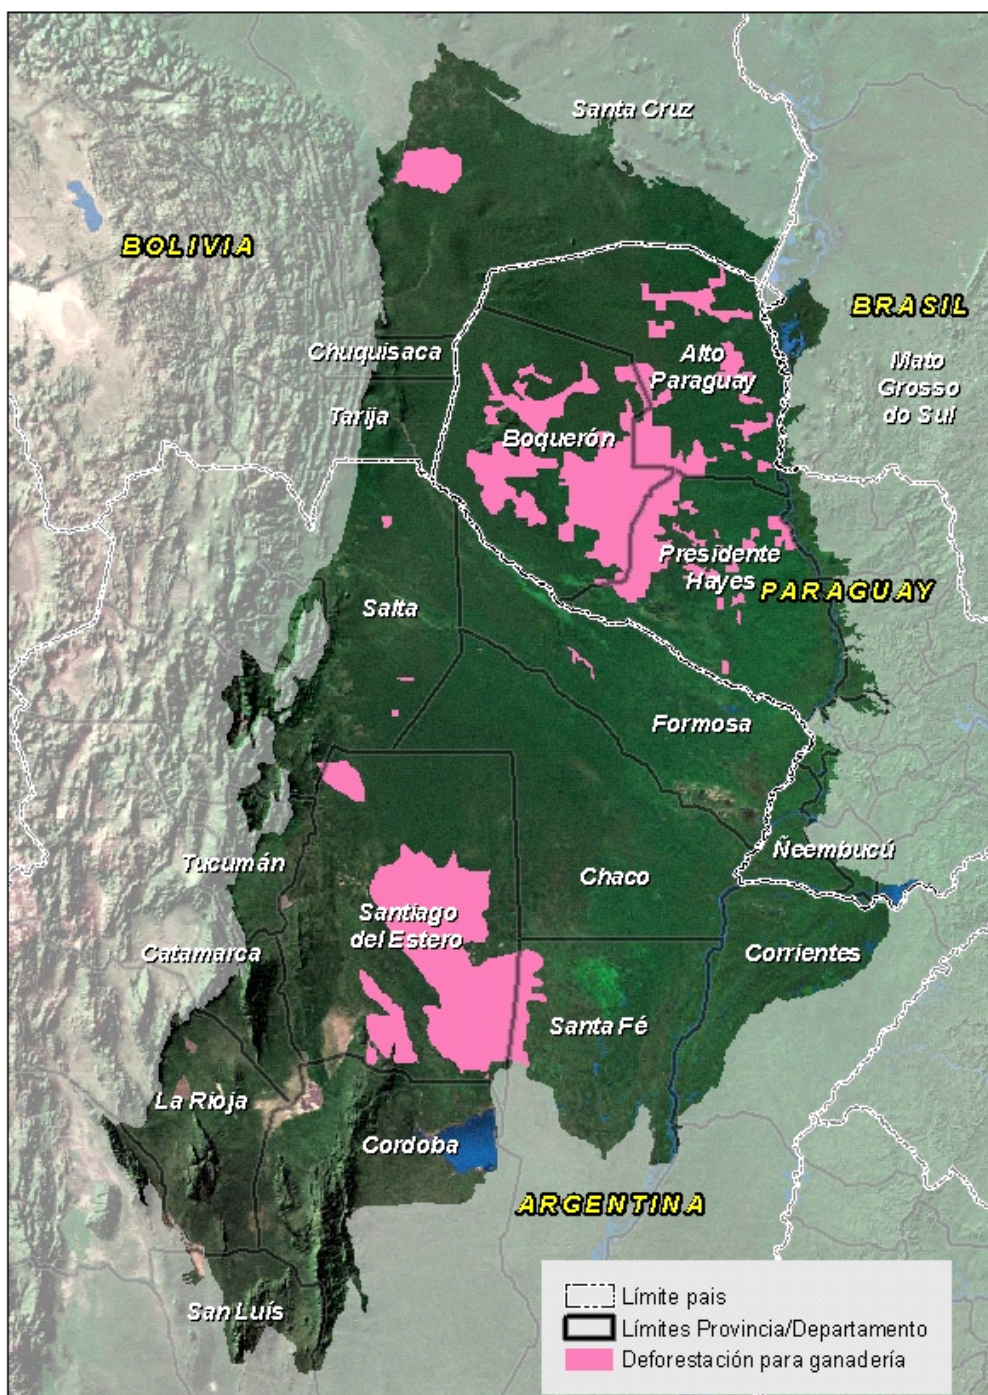 Santa Cruz
BOLIVIA
BRASIL
Chuquisaca
Alto
Paraguay
Mato
Grosso
do Sul
Tarija
Boquerón
Presidente
Hayes
PARAGUAY
Salta
Formosa
Tucumán
Chaco
Ñeembucú
Santiago
del Estero
Catamarca
Corrientes
Santa Fé
La Rioja
Cordoba
ARGENTINA
San Luís
Límite pais
Límites Provincia/Departamento
Deforestación para ganadería